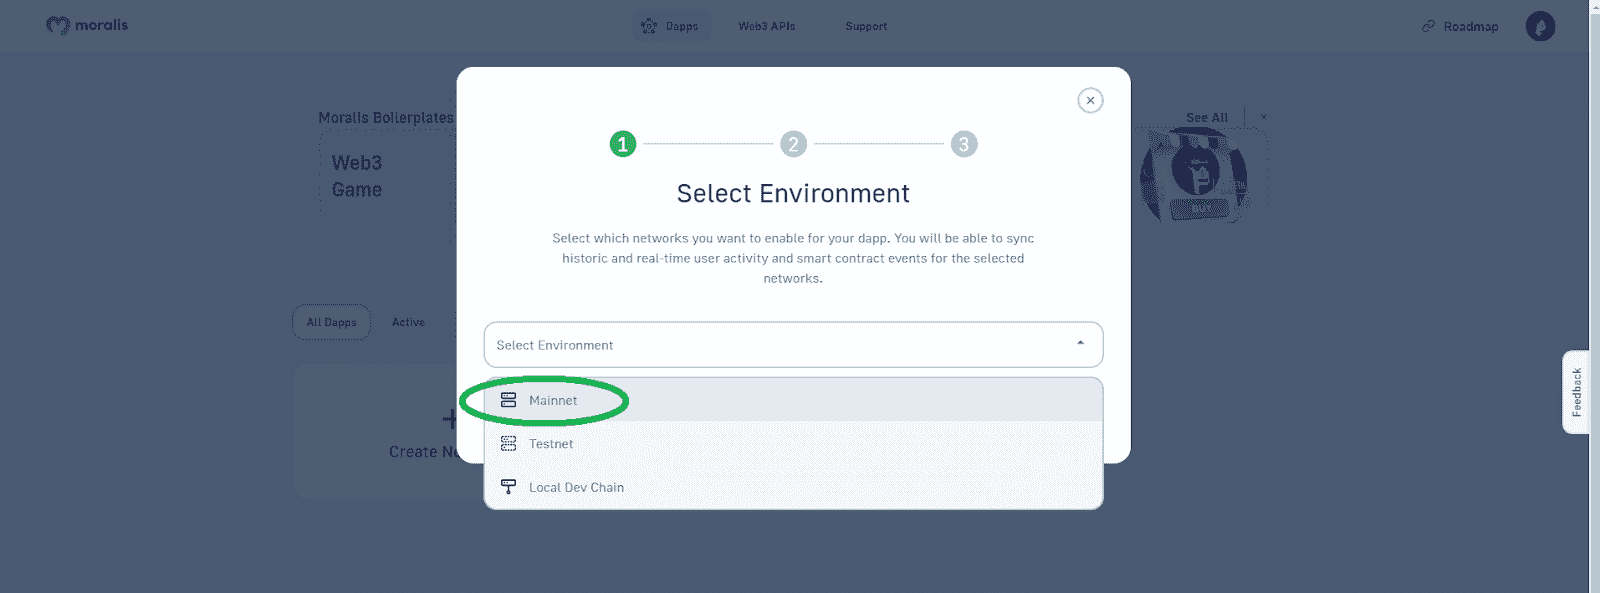 moralis
Dapps
Web3 APIs
Support
Roadmap
Moralis Boilerplates
See All
Web3
Game
BUY
1
2
3
Select Environment
Select which networks you want to enable for your dapp. You will be able to sync
historic and real-time user activity and smart contract events for the selected
networks.
All Dapps
Active
Select Environment
Mainnet
Testnet
Local Dev Chain
Create Ne
Feedback